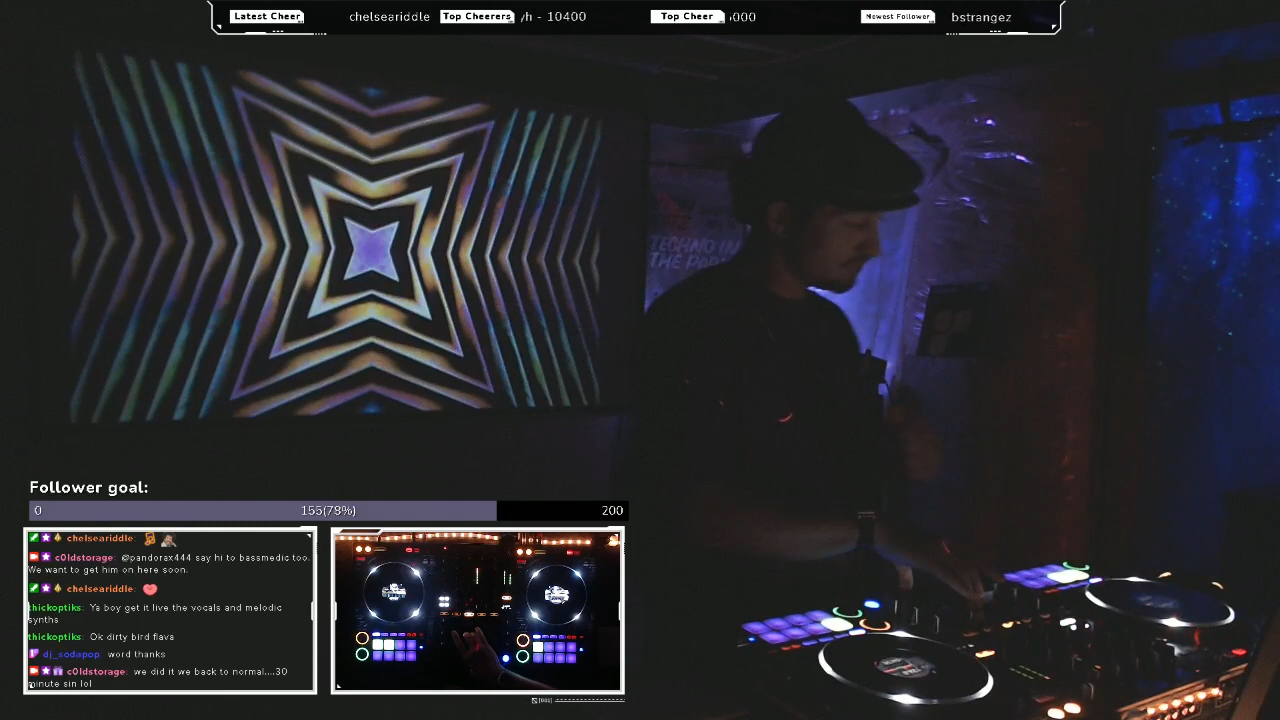 Latest Cheer
chelseariddle
Top Cheerers
/h - 10400
Top Cheer
Newest Follower
bstrangez
TECHNO IN
THE
Follower goal:
0
155(78%)
200
chelseariddle:
c0ldstorage: @pandorax444 say hi to bassmedic too.
We want to get him on here soon.
chelseariddle:
thickoptiks: Ya boy get it live the vocals and melodic
synths
thickoptiks: Ok dirty bird flava
dj_sodapop: word thanks
c0ldstorage: we did it we back to normal....30
minute sin lol